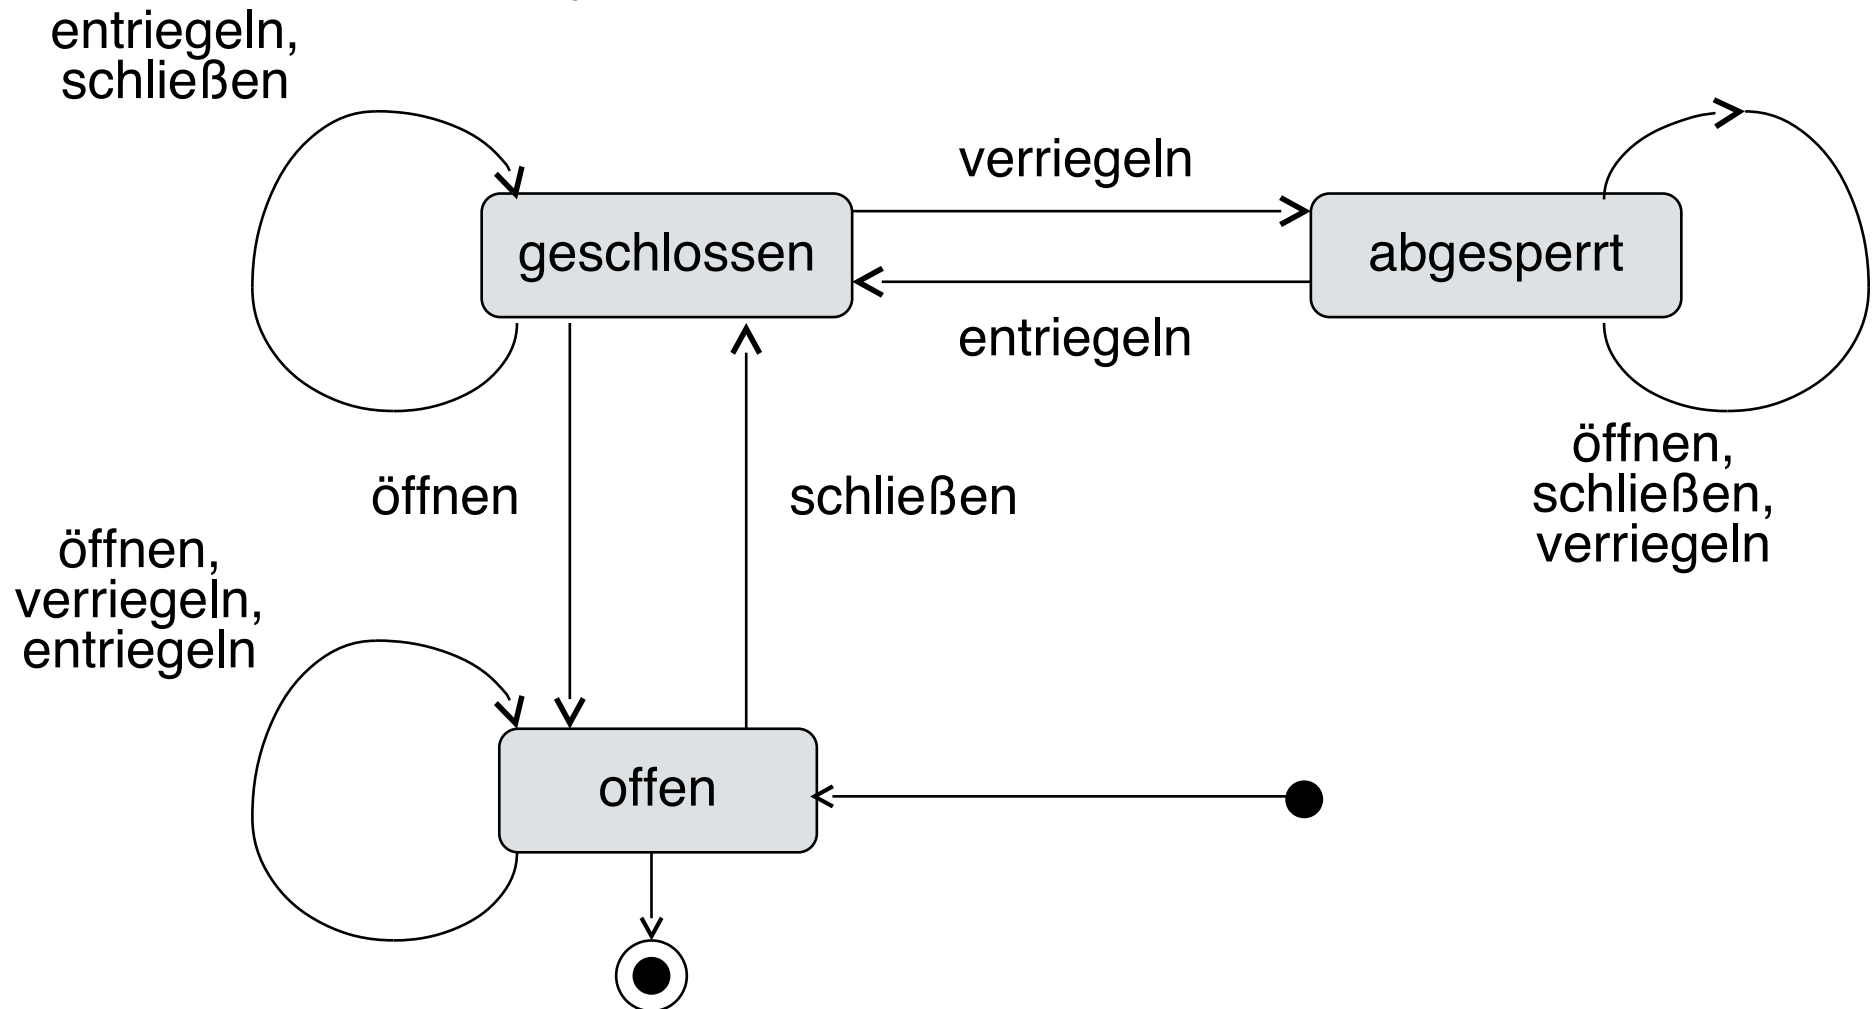 entriegeln,
schließen
verriegeln
geschlossen
abgesperrt
entriegeln
öffnen
schließen
öffnen,
schließen,
verriegeln
öffnen,
verriegeln,
entriegeln
offen